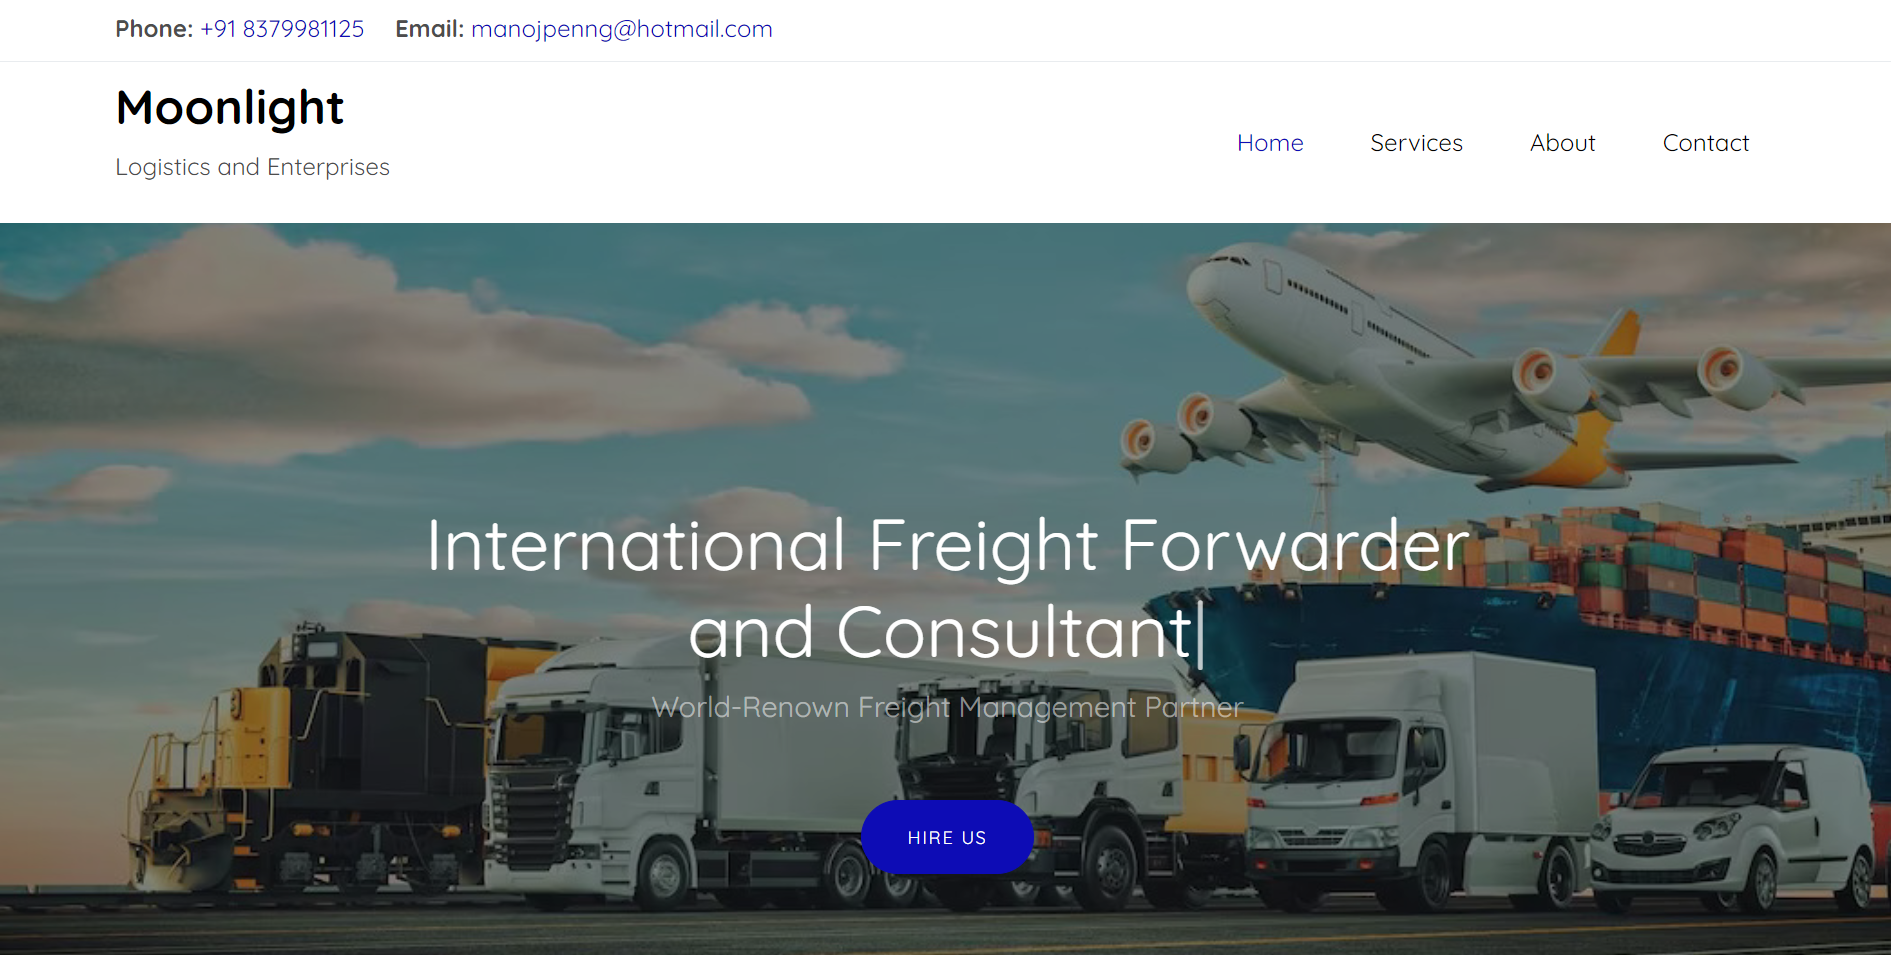 Phone: +91 8379981125 Email: manojpenng@hotmail.com
Moonlight
Logistics and Enterprises
Home Services About Contact
International Freight Forwarder
and Consultant|
World-Renown Freight Management Partner
HIRE US